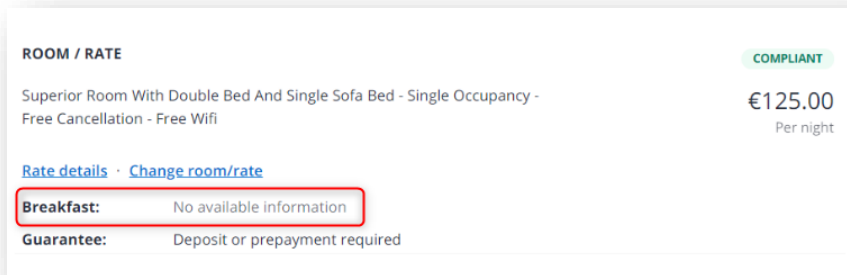 ROOM / RATE
COMPLIANT
Superior Room With Double Bed And Single Sofa Bed - Single Occupancy -
Free Cancellation - Free Wifi
€125.00
Per night
Rate details · Change room/rate
Breakfast: No available information
Guarantee: Deposit or prepayment required